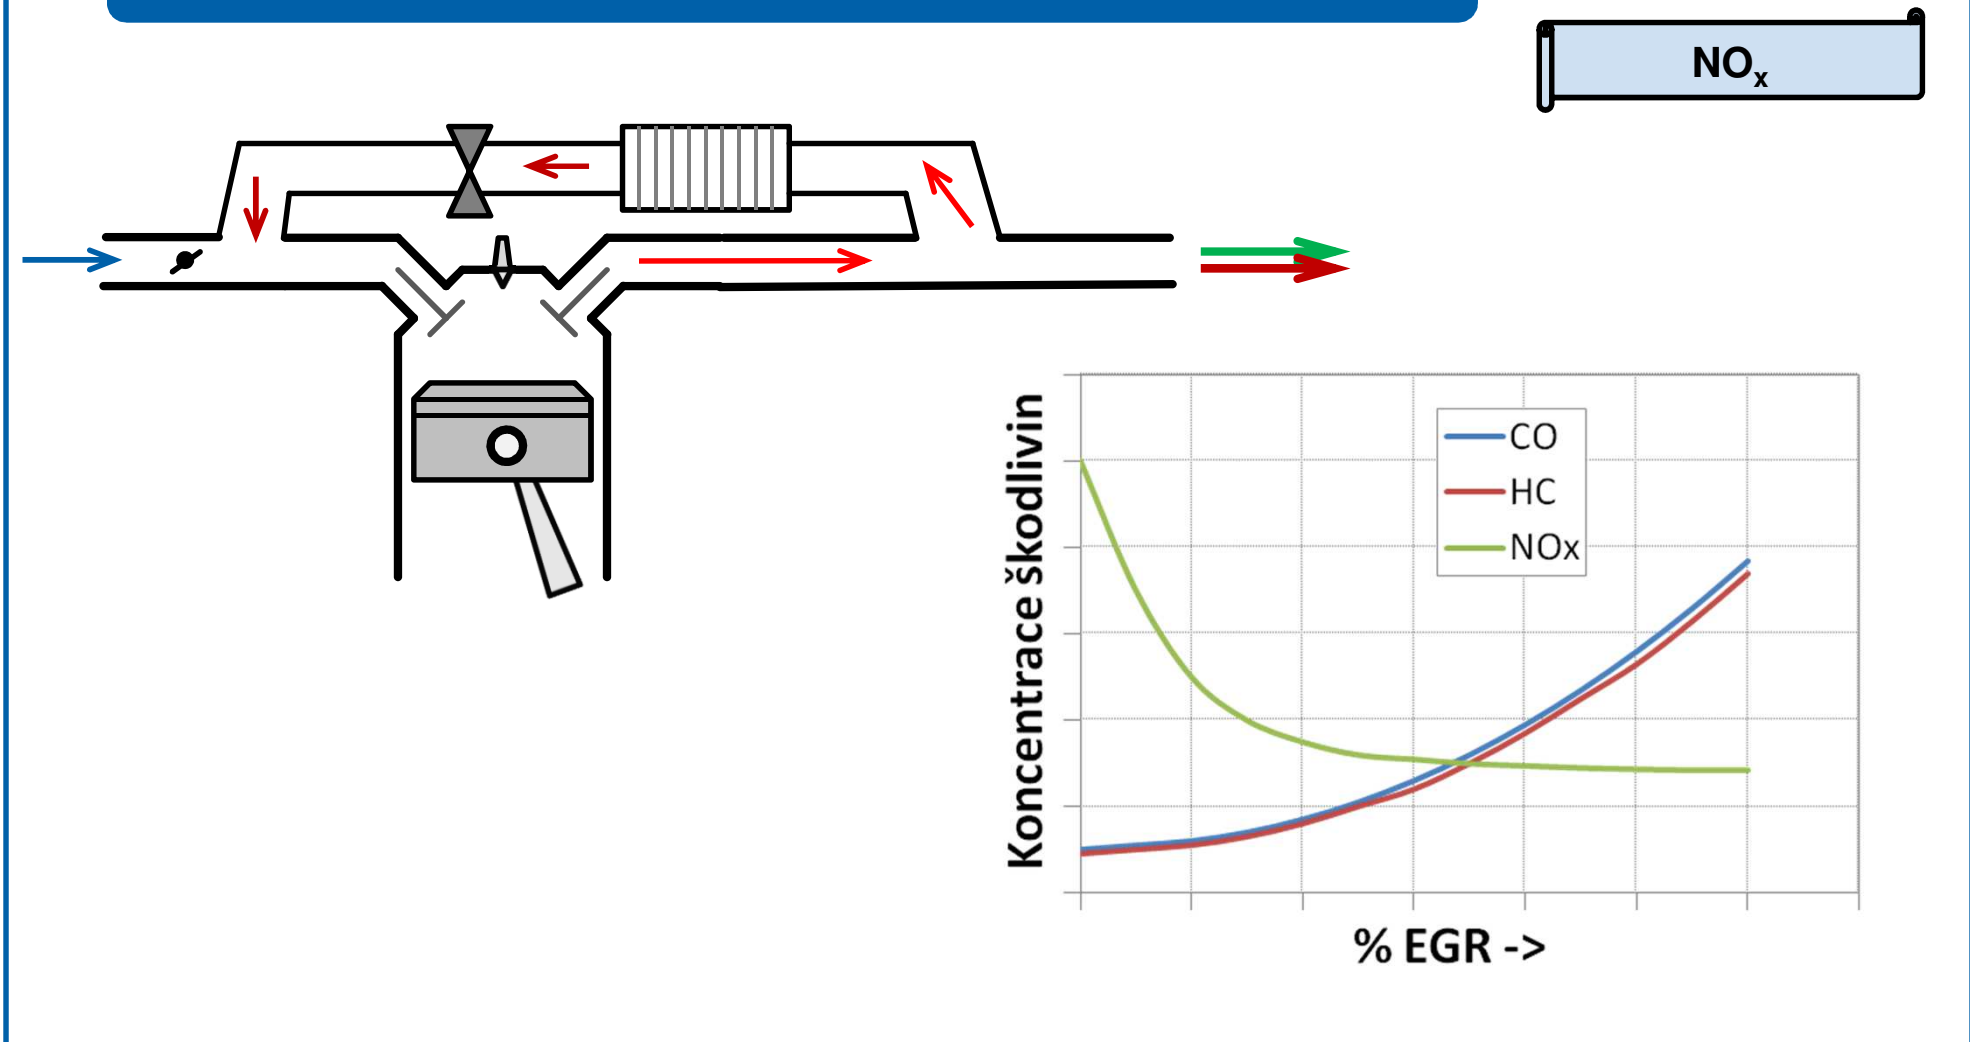 NOx
Koncentrace škodlivin
CO
HC
NOx
% EGR ->